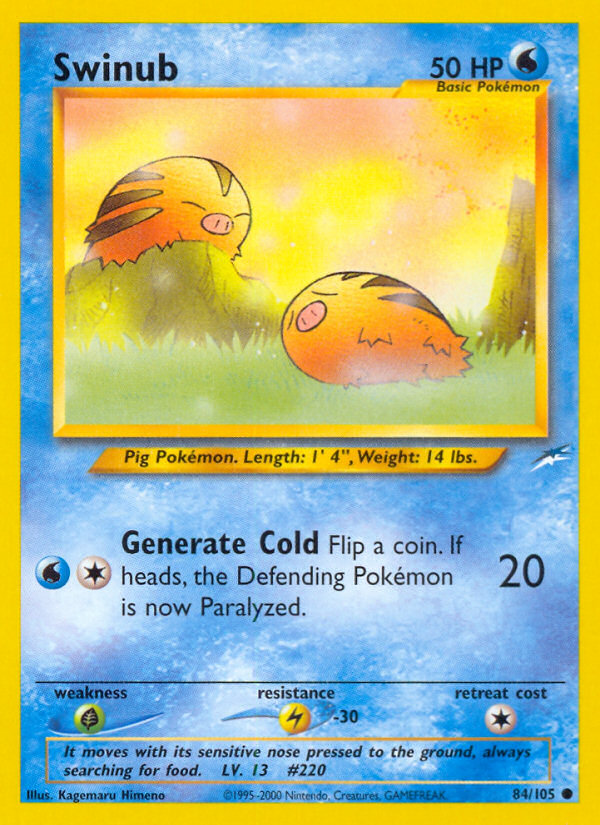 Swinub
50 HP
Basic Pokémon
Pig Pokémon. Length: 1' 4", Weight: 14 lbs.
Generate Cold Flip a coin. If
heads, the Defending Pokémon
is now Paralyzed.
20
weakness
resistance
retreat cost
-30
It moves with its sensitive nose pressed to the ground, always
searching for food. LV. 13 #220
Illus. Kagemaru Himeno
©1995-2000 Nintendo, Creatures, GAMEFREAK.
84/105